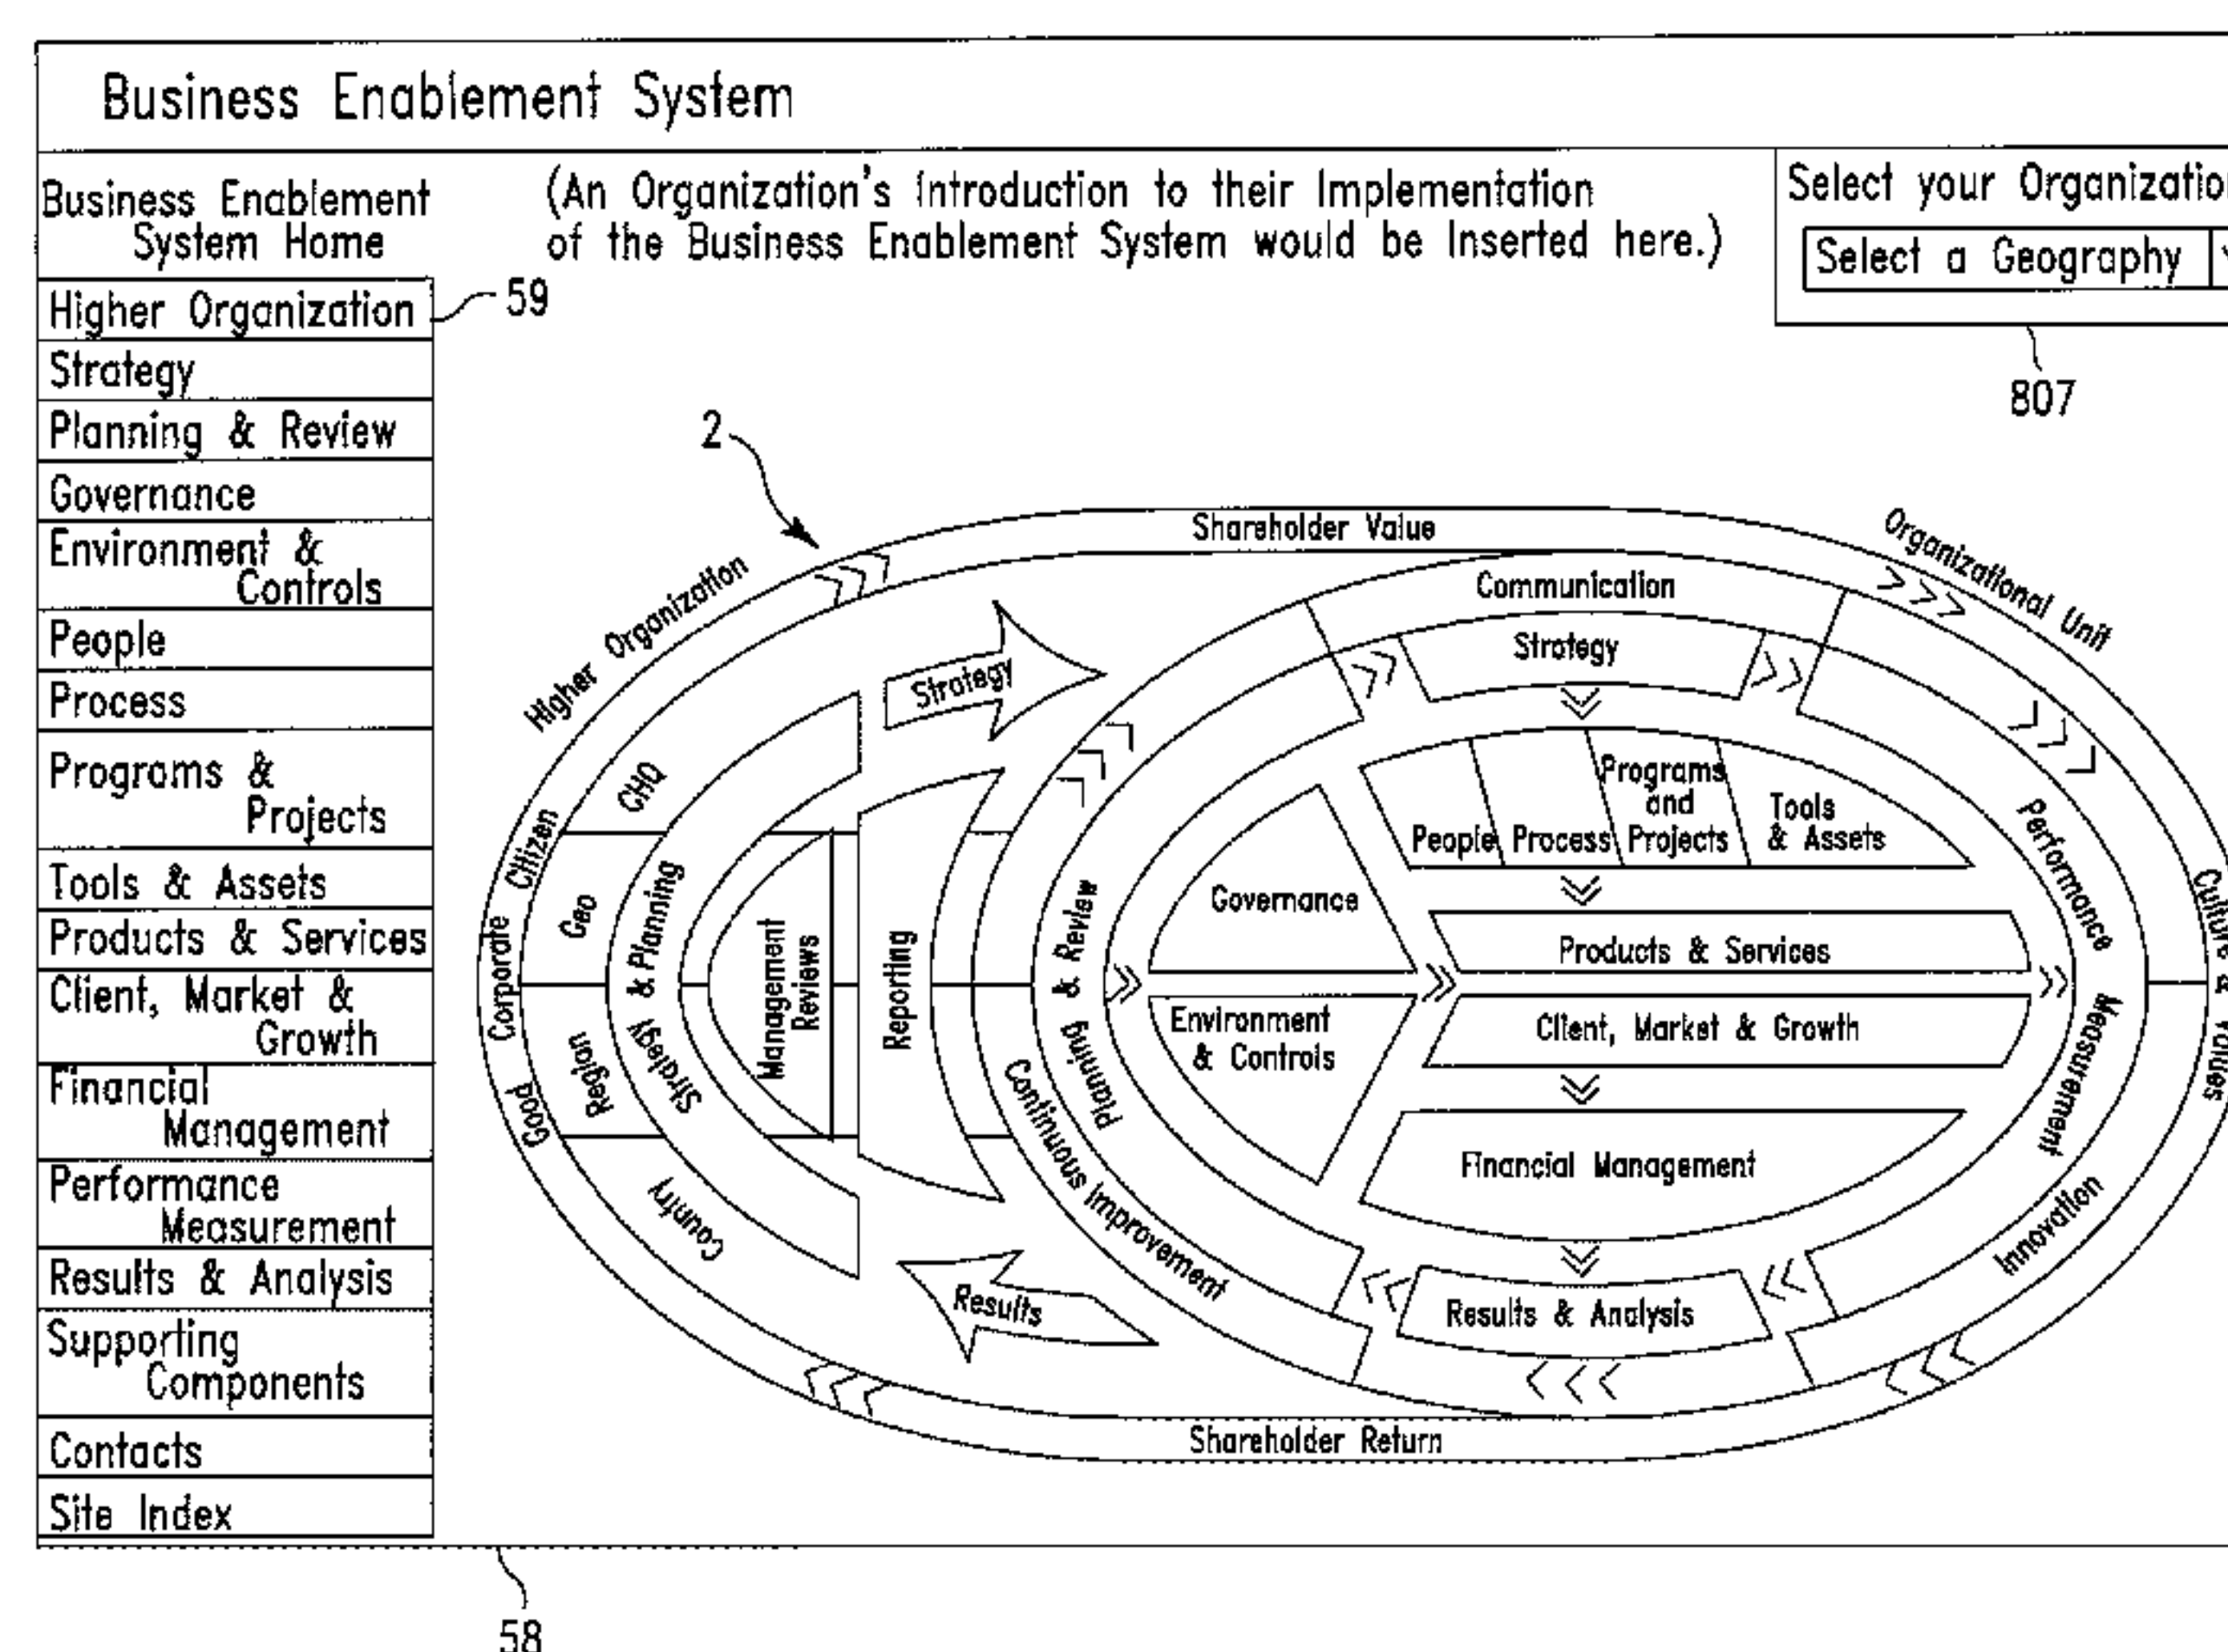 Business Enablement System
Business Enablement
System Home
(An Organization's Introduction to their Implementation
of the Business Enablement System would be Inserted here.)
Select your Organizatio
Select a Geography
Higher Organization
59
Strategy
Planning & Review
Governance
Environment &
Controls
People
Process
Programs &
Projects
Tools & Assets
Products & Services
Client, Market &
Growth
Financial
Management
Performance
Measurement
Results & Analysis
Supporting
Components
Contacts
Site Index
58
807
2
Higher Organization
Shareholder Value
Organizational Unit
Good Corporate Citizen
CHQ
Geo
Region
Country
Strategy & Planning
Management
Reviews
Reporting
Strategy
Results
Continuous Improvement
Planning & Review
Communication
Strategy
People
Process
Programs
and
Projects
Tools
& Assets
Governance
Environment
& Controls
Products & Services
Client, Market & Growth
Financial Management
Results & Analysis
Performance
Measurement
Innovation
Shareholder Return